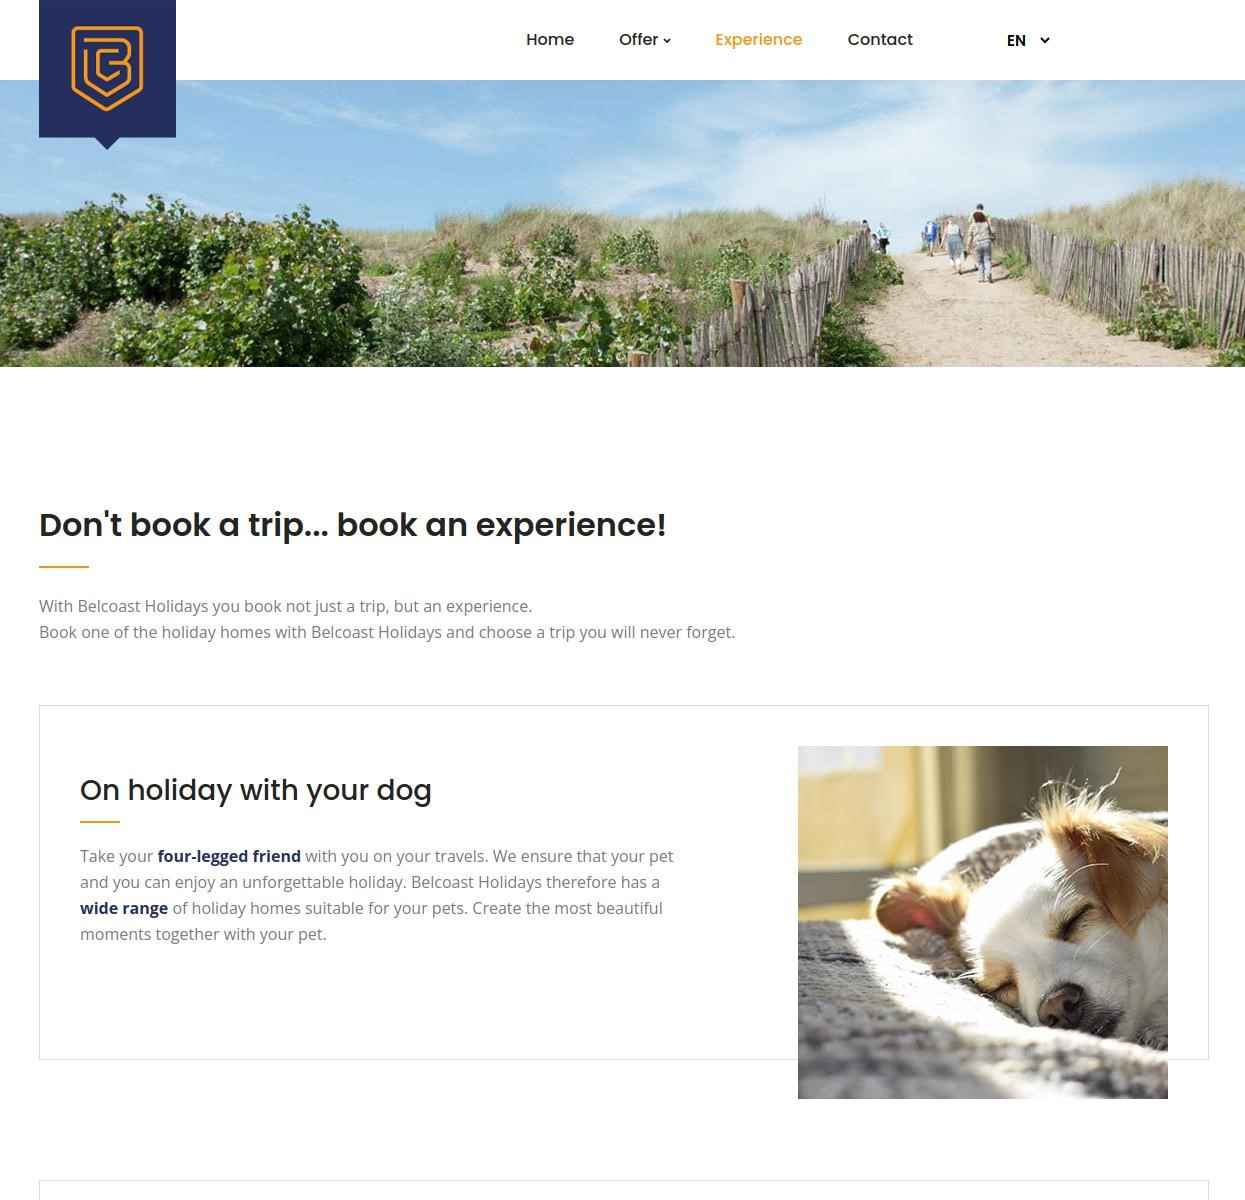 Home Offer Experience Contact EN
Don't book a trip... book an experience!
With Belcoast Holidays you book not just a trip, but an experience.
Book one of the holiday homes with Belcoast Holidays and choose a trip you will never forget.
On holiday with your dog
Take your four-legged friend with you on your travels. We ensure that your pet
and you can enjoy an unforgettable holiday. Belcoast Holidays therefore has a
wide range of holiday homes suitable for your pets. Create the most beautiful
moments together with your pet.